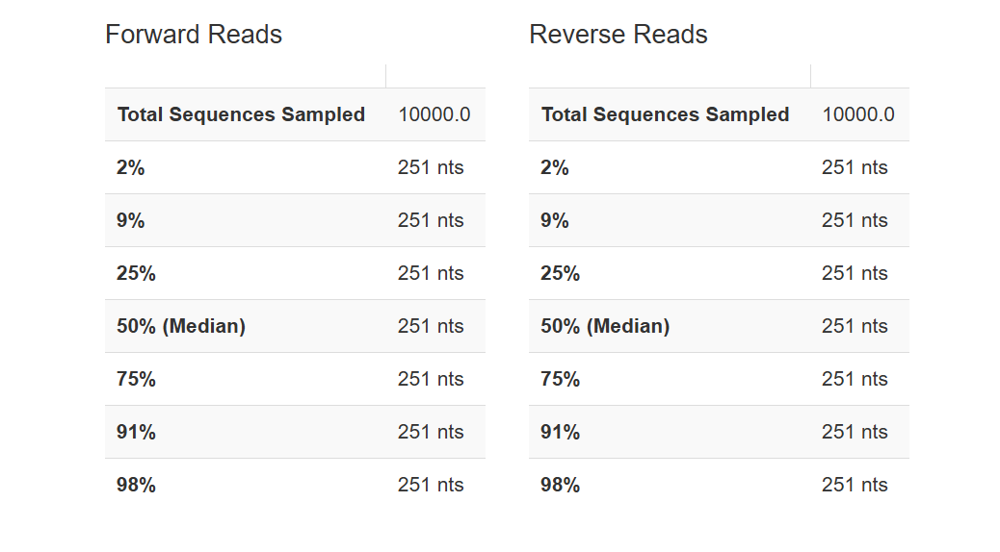 Forward Reads
Total Sequences Sampled 10000.0
2% 251 nts
9% 251 nts
25% 251 nts
50% (Median) 251 nts
75% 251 nts
91% 251 nts
98% 251 nts
Reverse Reads
Total Sequences Sampled 10000.0
2% 251 nts
9% 251 nts
25% 251 nts
50% (Median) 251 nts
75% 251 nts
91% 251 nts
98% 251 nts